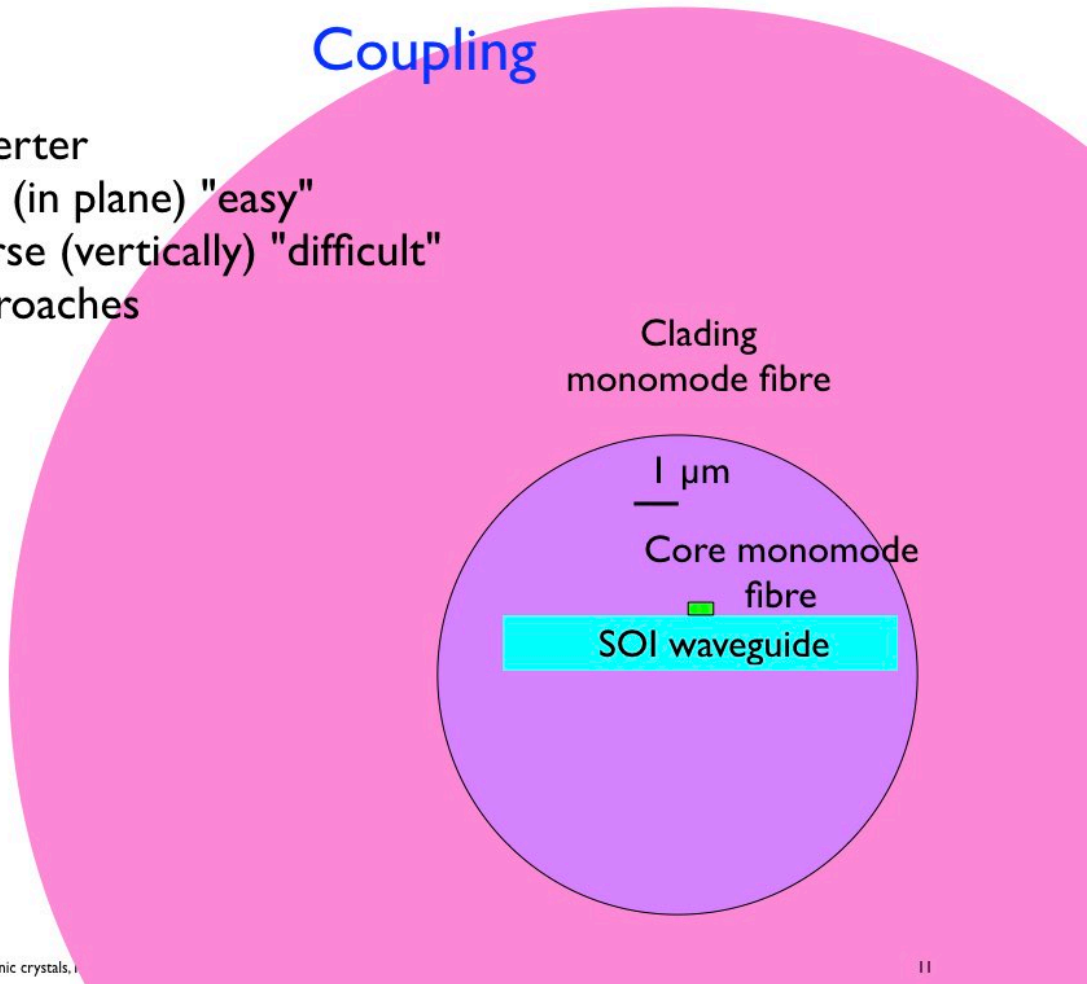 Coupling
erter
(in plane) "easy"
rse (vertically) "difficult"
roaches
Clading
monomode fibre
1 µm
Core monomode
fibre
SOI waveguide
nic crystals,
11